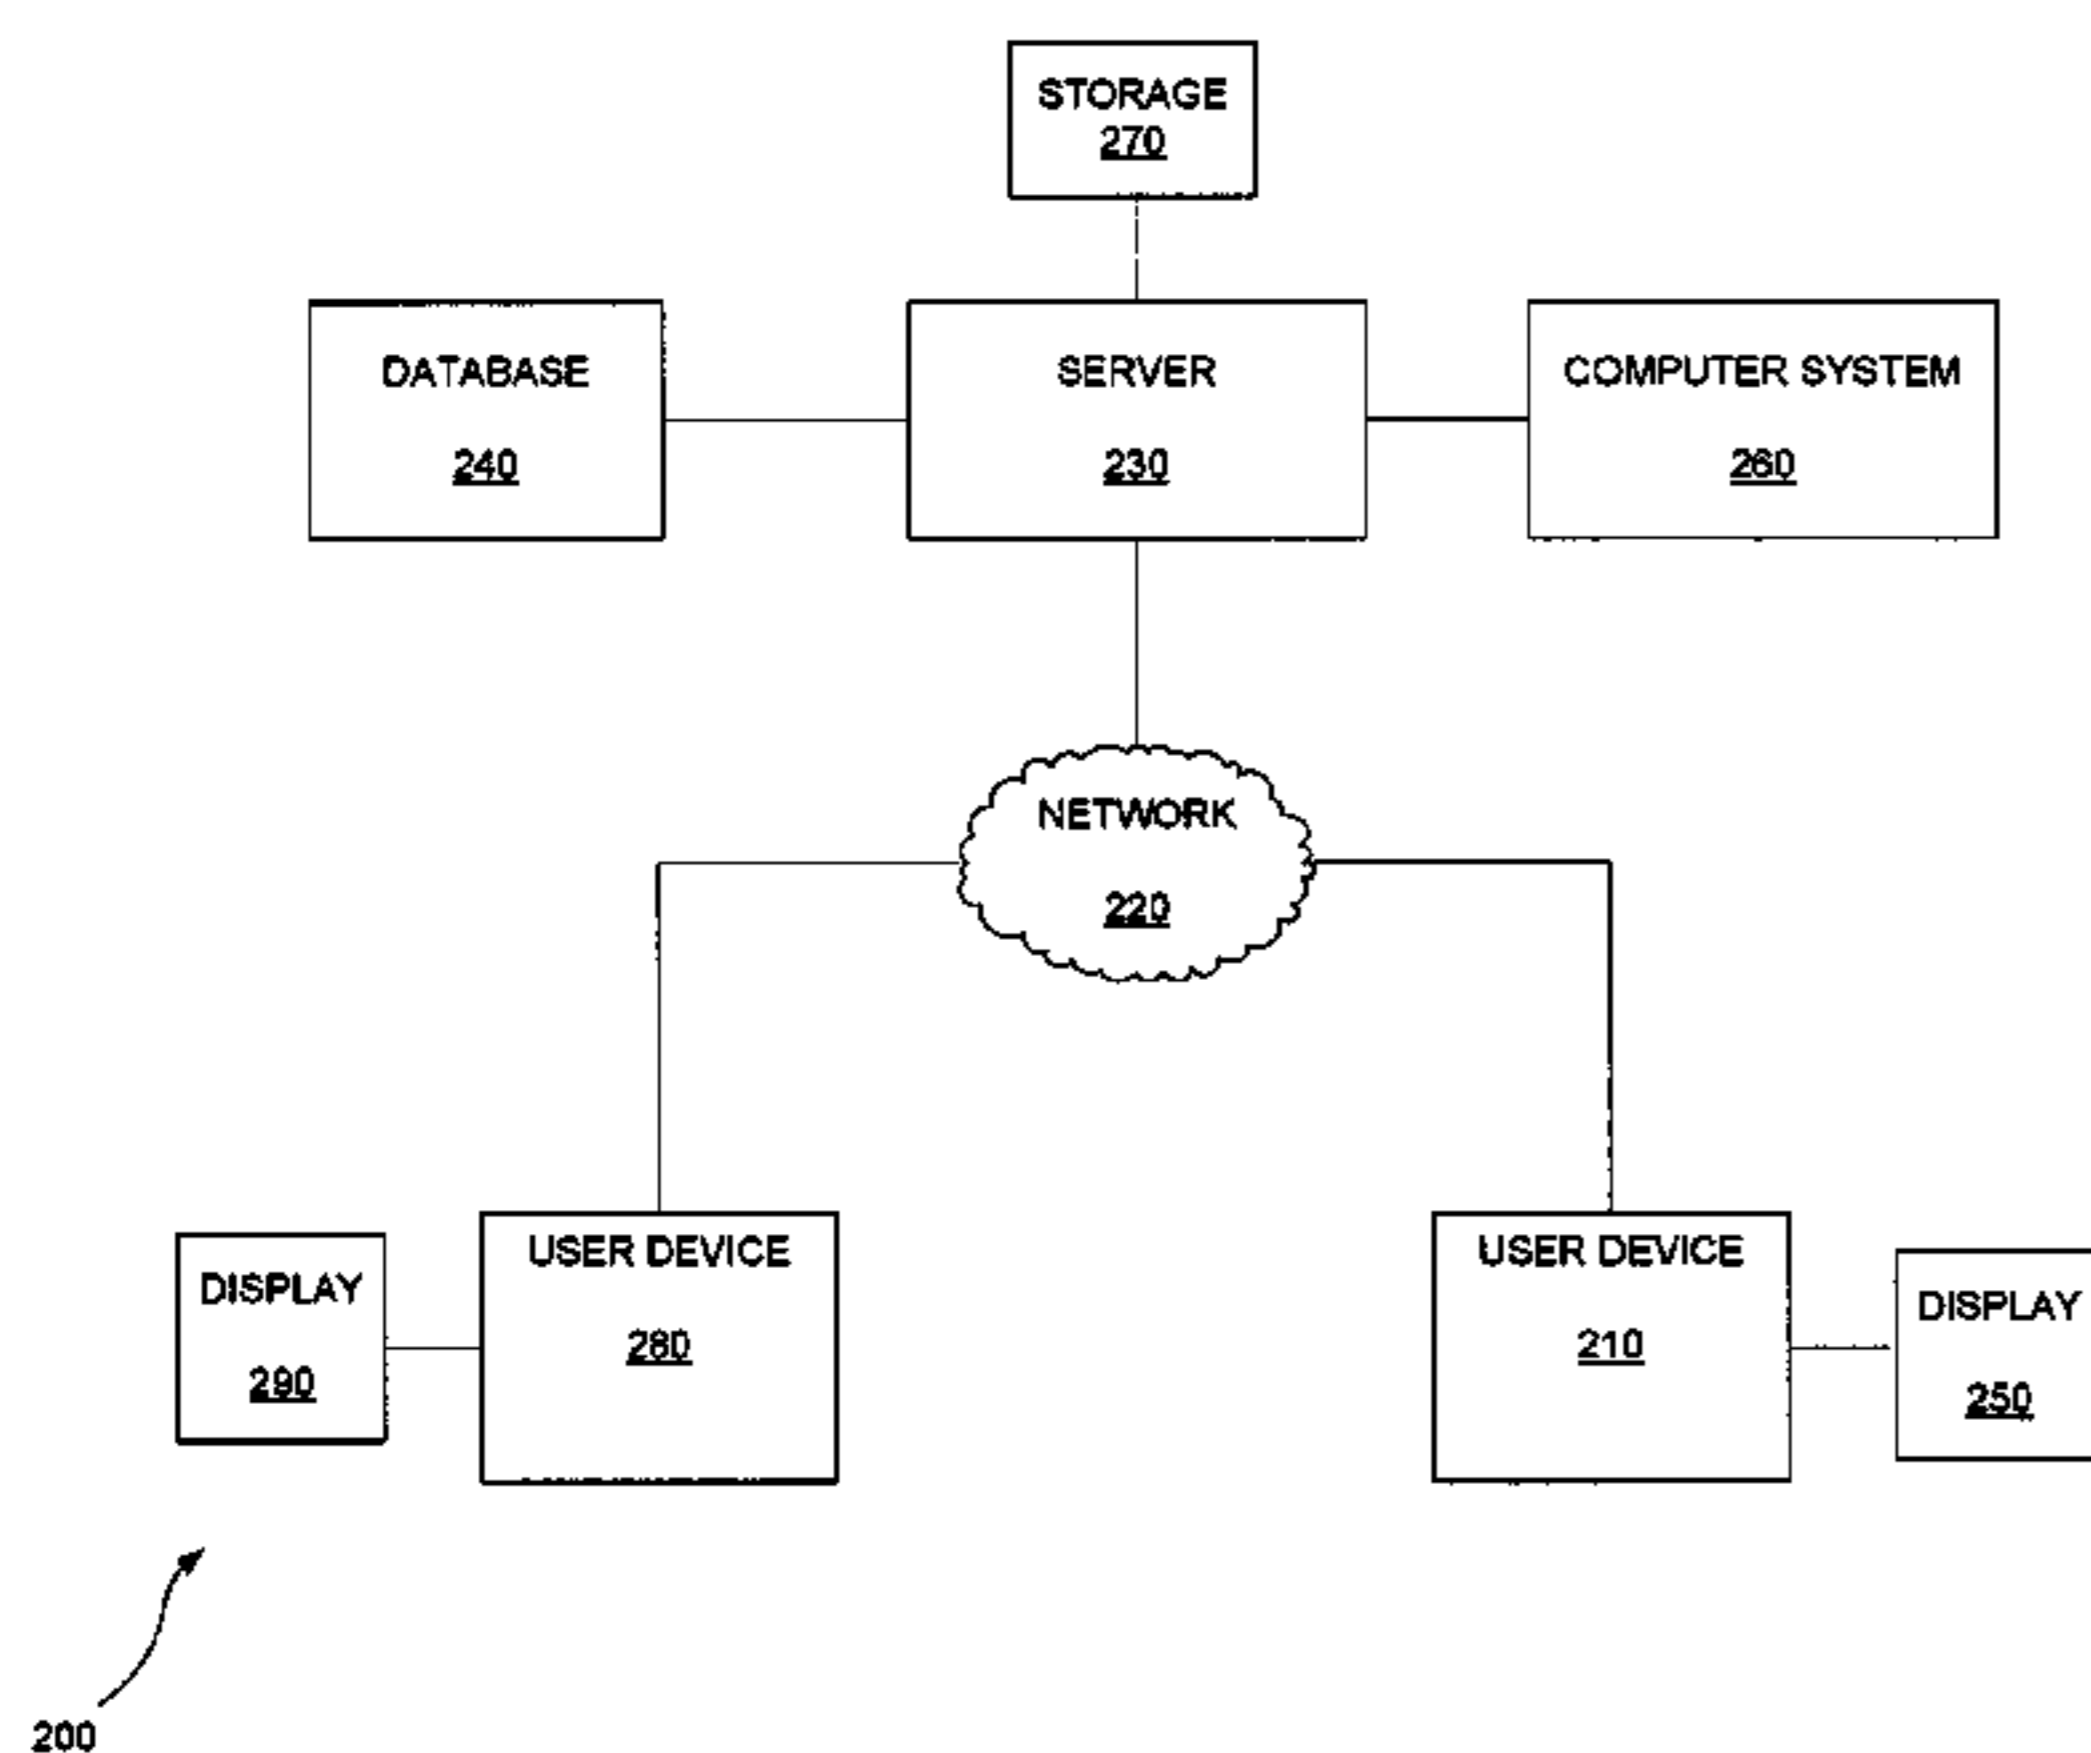 STORAGE
270
DATABASE
240
SERVER
230
COMPUTER SYSTEM
260
NETWORK
220
DISPLAY
290
USER DEVICE
280
USER DEVICE
210
DISPLAY
250
200